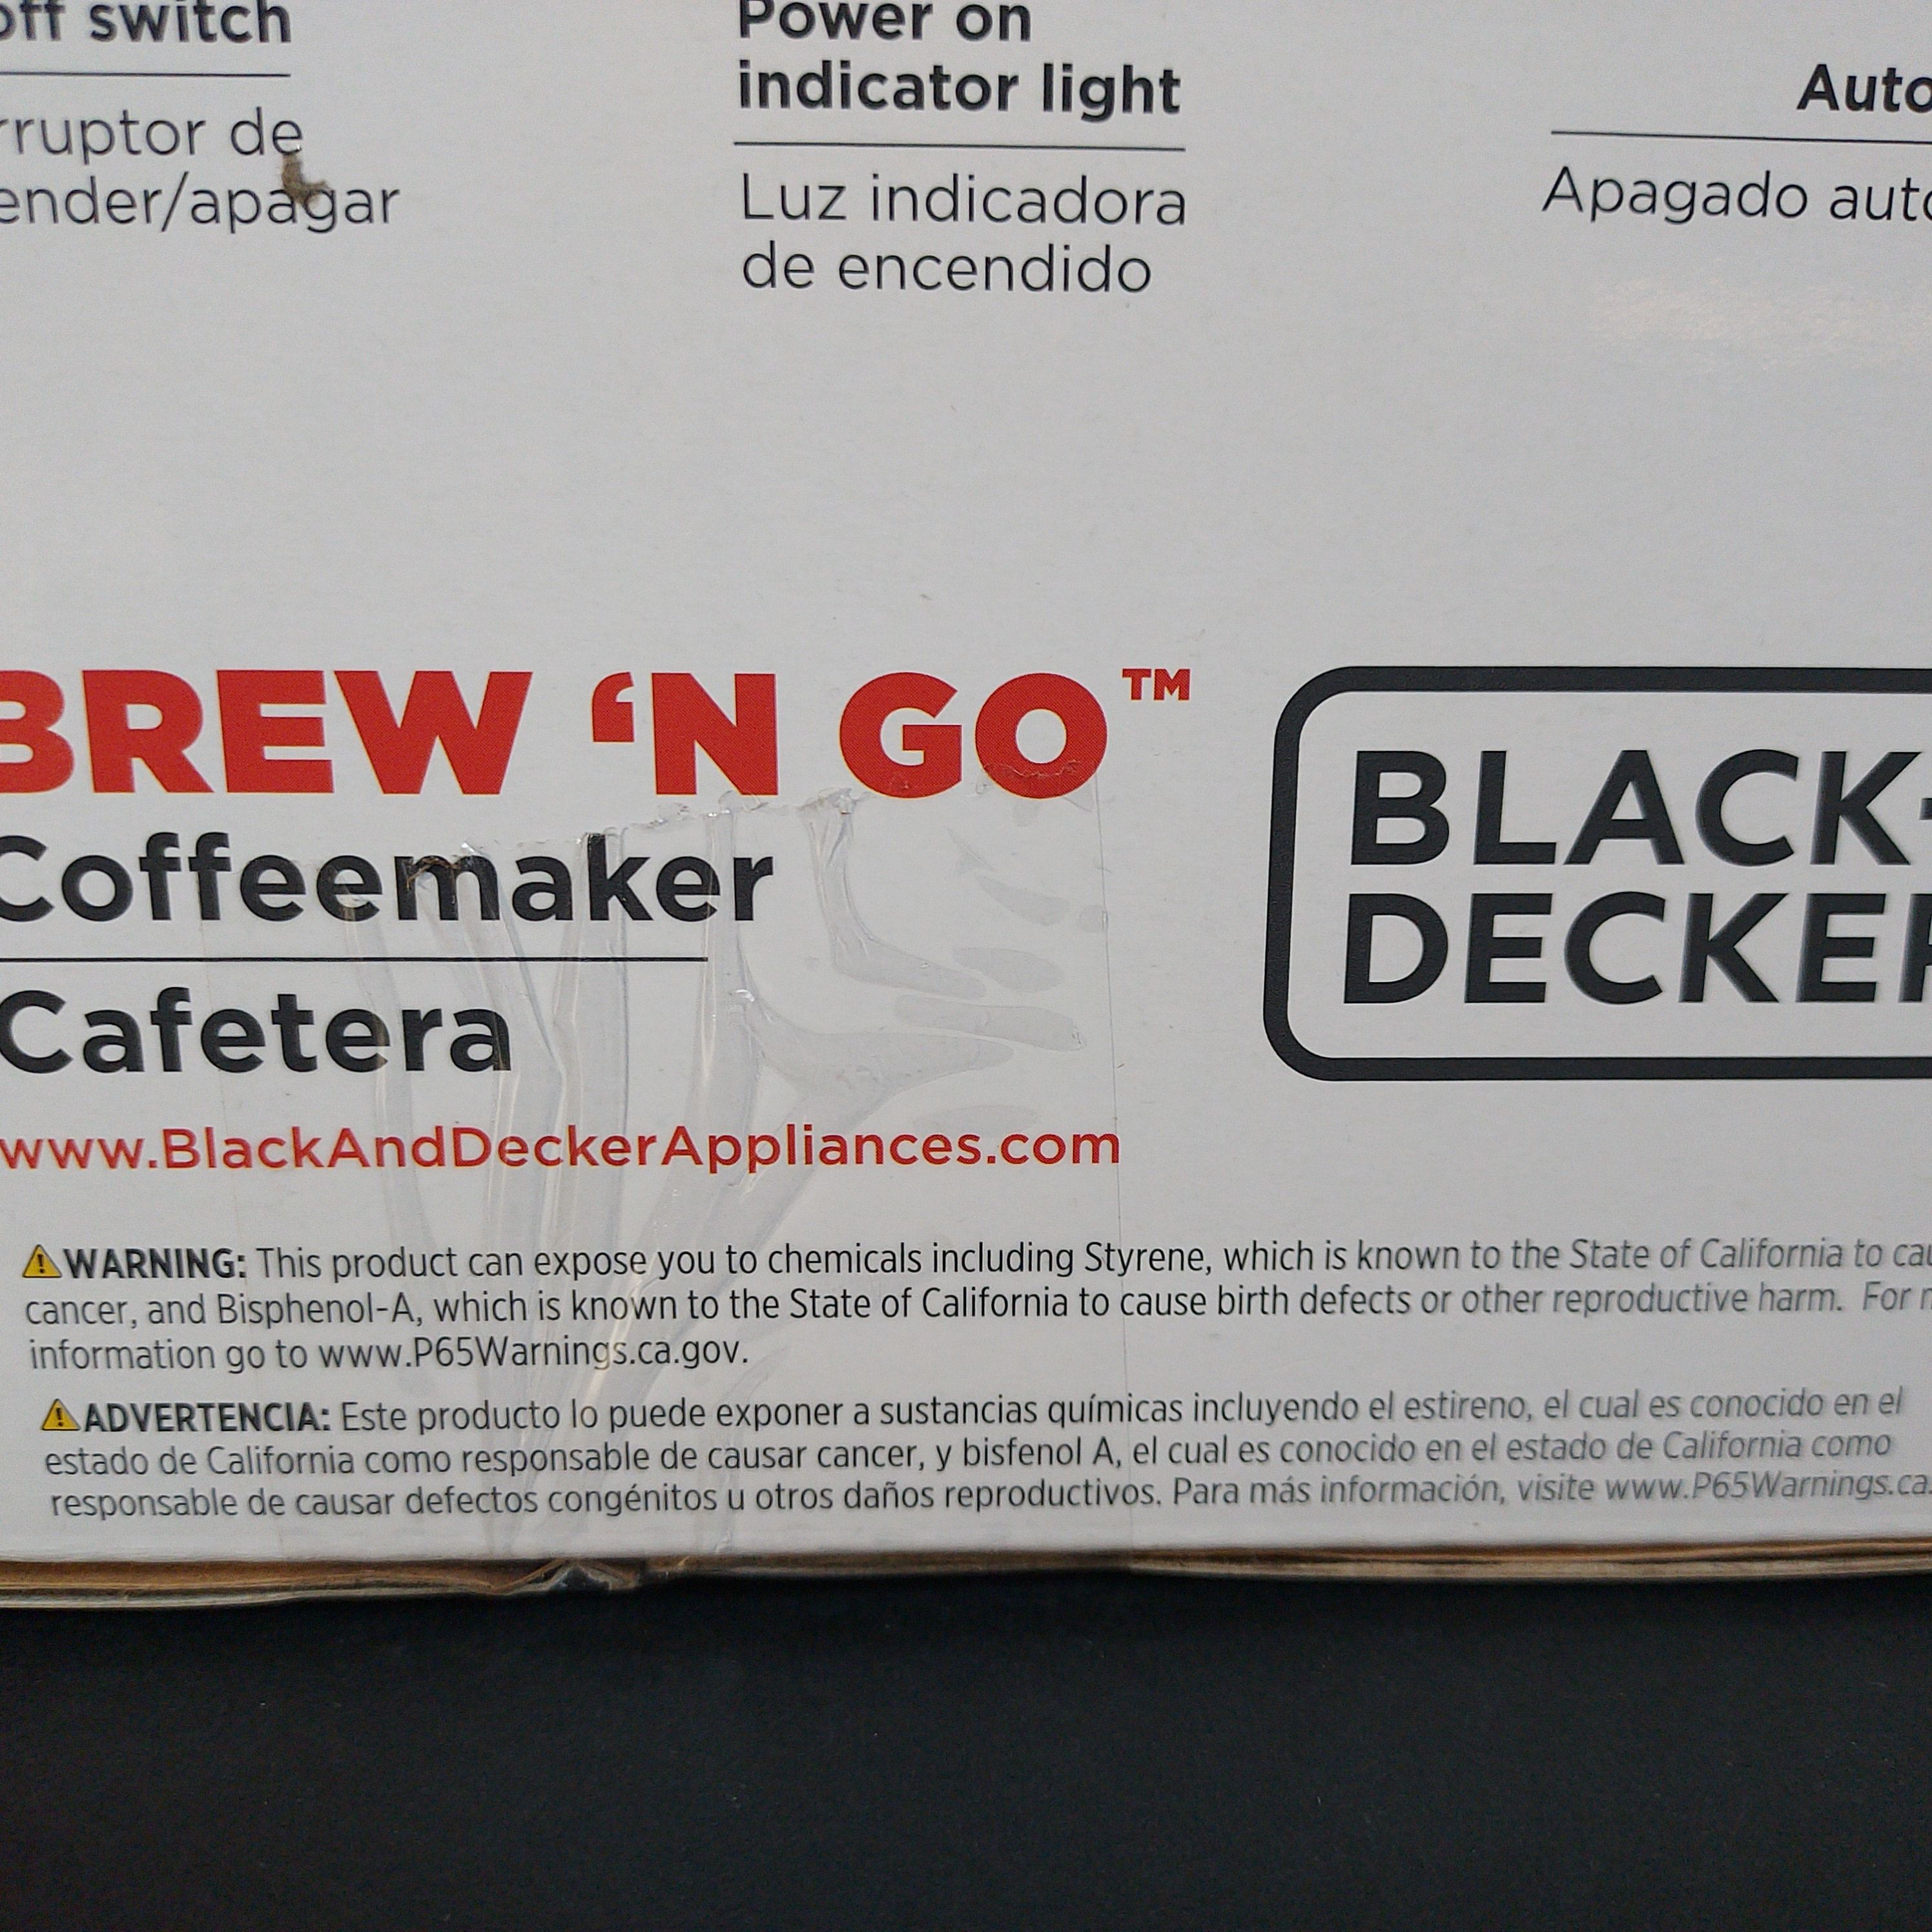 off switch
rruptor de
ender/apagar
Power on
indicator light
Luz indicadora
de encendido
Auto
Apagado auto
BREW ‘N GO™
Coffeemaker
Cafetera
www.BlackAndDeckerAppliances.com
BLACK+
DECKER
⚠WARNING: This product can expose you to chemicals including Styrene, which is known to the State of California to cau
cancer, and Bisphenol-A, which is known to the State of California to cause birth defects or other reproductive harm. For
information go to www.P65Warnings.ca.gov.
⚠ADVERTENCIA: Este producto lo puede exponer a sustancias químicas incluyendo el estireno, el cual es conocido en el
estado de California como responsable de causar cancer, y bisfenol A, el cual es conocido en el estado de California como
responsable de causar defectos congénitos u otros daños reproductivos. Para más información, visite www.P65Warnings.ca.